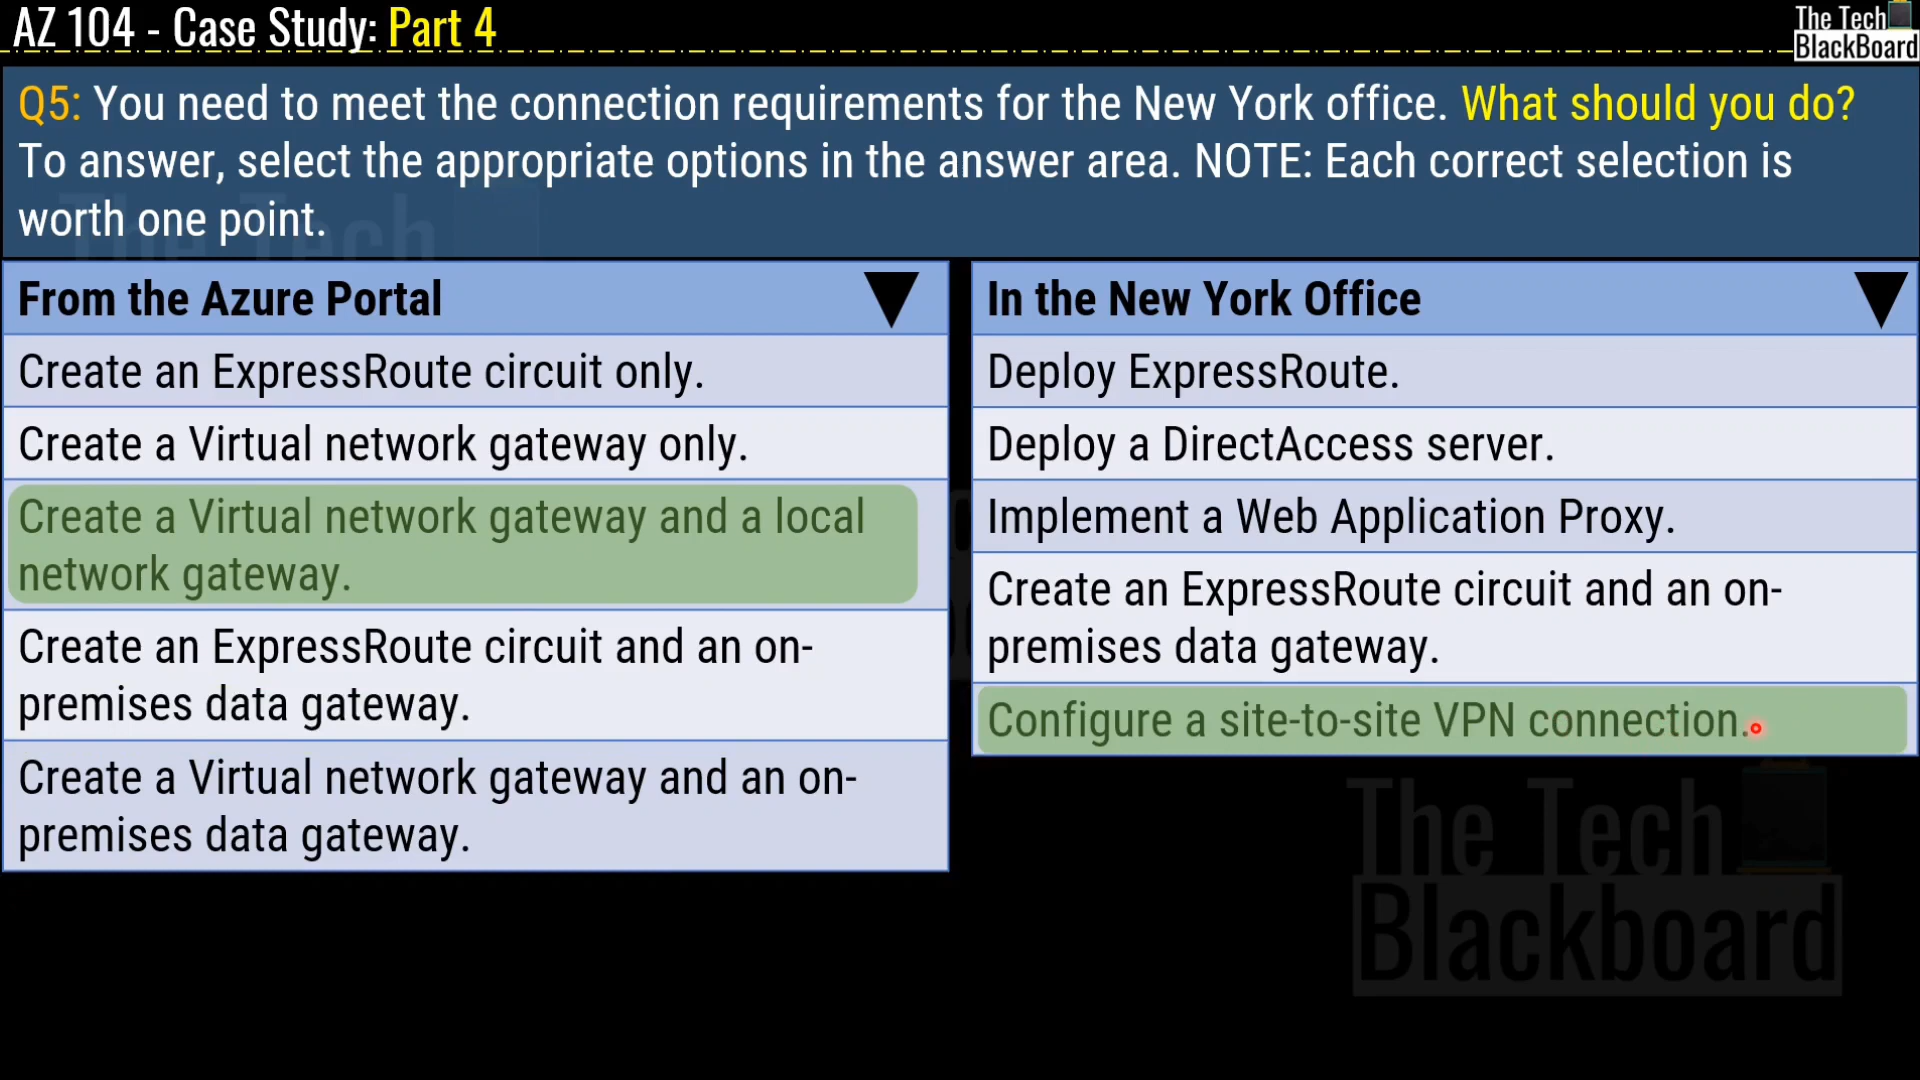 AZ 104 - Case Study: Part 4
The Tech
BlackBoard
Q5: You need to meet the connection requirements for the New York office. What should you do?
To answer, select the appropriate options in the answer area. NOTE: Each correct selection is
worth one point.
From the Azure Portal
Create an ExpressRoute circuit only.
Create a Virtual network gateway only.
Create a Virtual network gateway and a local
network gateway.
Create an ExpressRoute circuit and an on-
premises data gateway.
Create a Virtual network gateway and an on-
premises data gateway.
In the New York Office
Deploy ExpressRoute.
Deploy a DirectAccess server.
Implement a Web Application Proxy.
Create an ExpressRoute circuit and an on-
premises data gateway.
Configure a site-to-site VPN connection.
The Tech
Blackboard
The Tech